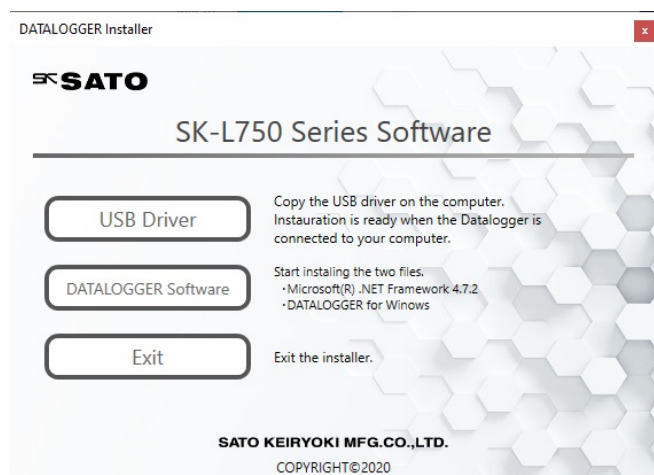 DATALOGGER Installer
x
SK SATO
SK-L750 Series Software
USB Driver
Copy the USB driver on the computer.
Instauration is ready when the Datalogger is
connected to your computer.
DATALOGGER Software
Start instaling the two files.
・Microsoft(R) .NET Framework 4.7.2
・DATALOGGER for Winows
Exit
Exit the installer.
SATO KEIRYOKI MFG.CO.,LTD.
COPYRIGHT©2020